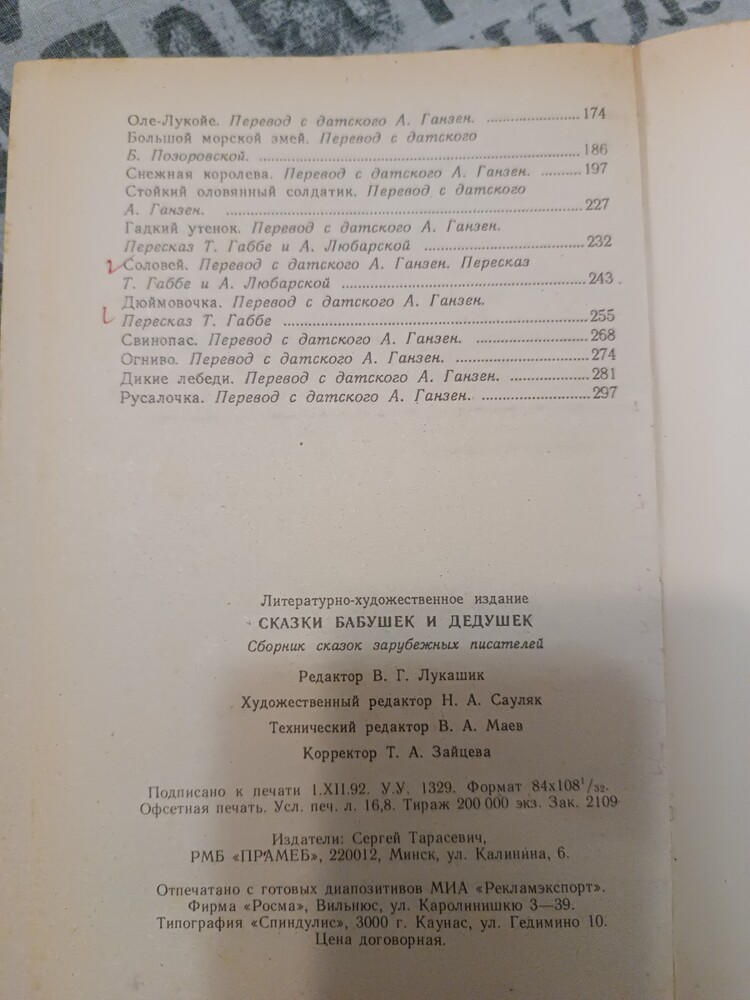 Оле-Лукойе. Перевод с датского А. Ганзен. ........................ 174
Большой морской змей. Перевод с датского
Б. Позоровской. ........................ 186
Снежная королева. Перевод с датского А. Ганзен. ........... 197
Стойкий оловянный солдатик. Перевод с датского
А. Ганзен. ........................ 227
Гадкий утенок. Перевод с датского А. Ганзен.
Пересказ Т. Габбе и А. Любарской ........................ 232
Соловей. Перевод с датского А. Ганзен. Пересказ
Т. Габбе и А. Любарской ........................ 243
Дюймовочка. Перевод с датского А. Ганзен.
Пересказ Т. Габбе ........................ 255
Свинопас. Перевод с датского А. Ганзен. ........................ 268
Огниво. Перевод с датского А. Ганзен. ........................ 274
Дикие лебеди. Перевод с датского А. Ганзен. ................... 281
Русалочка. Перевод с датского А. Ганзен. ........................ 297
Литературно-художественное издание
СКАЗКИ БАБУШЕК И ДЕДУШЕК
Сборник сказок зарубежных писателей
Редактор В. Г. Лукашик
Художественный редактор Н. А. Сауляк
Технический редактор В. А. Маев
Корректор Т. А. Зайцева
Подписано к печати 1.XII.92. У.У. 1329. Формат 84x108¹/₃₂.
Офсетная печать. Усл. печ. л. 16,8. Тираж 200 000 экз. Зак. 2109
Издатели: Сергей Тарасевич,
РМБ «ПРАМЕБ», 220012, Минск, ул. Калинина, 6.
Отпечатано с готовых диапозитивов МИА «Рекламэкспорт».
Фирма «Росма», Вильнюс, ул. Каролинишкю 3—39.
Типография «Спиндулис», 3000 г. Каунас, ул. Гедимино 10.
Цена договорная.